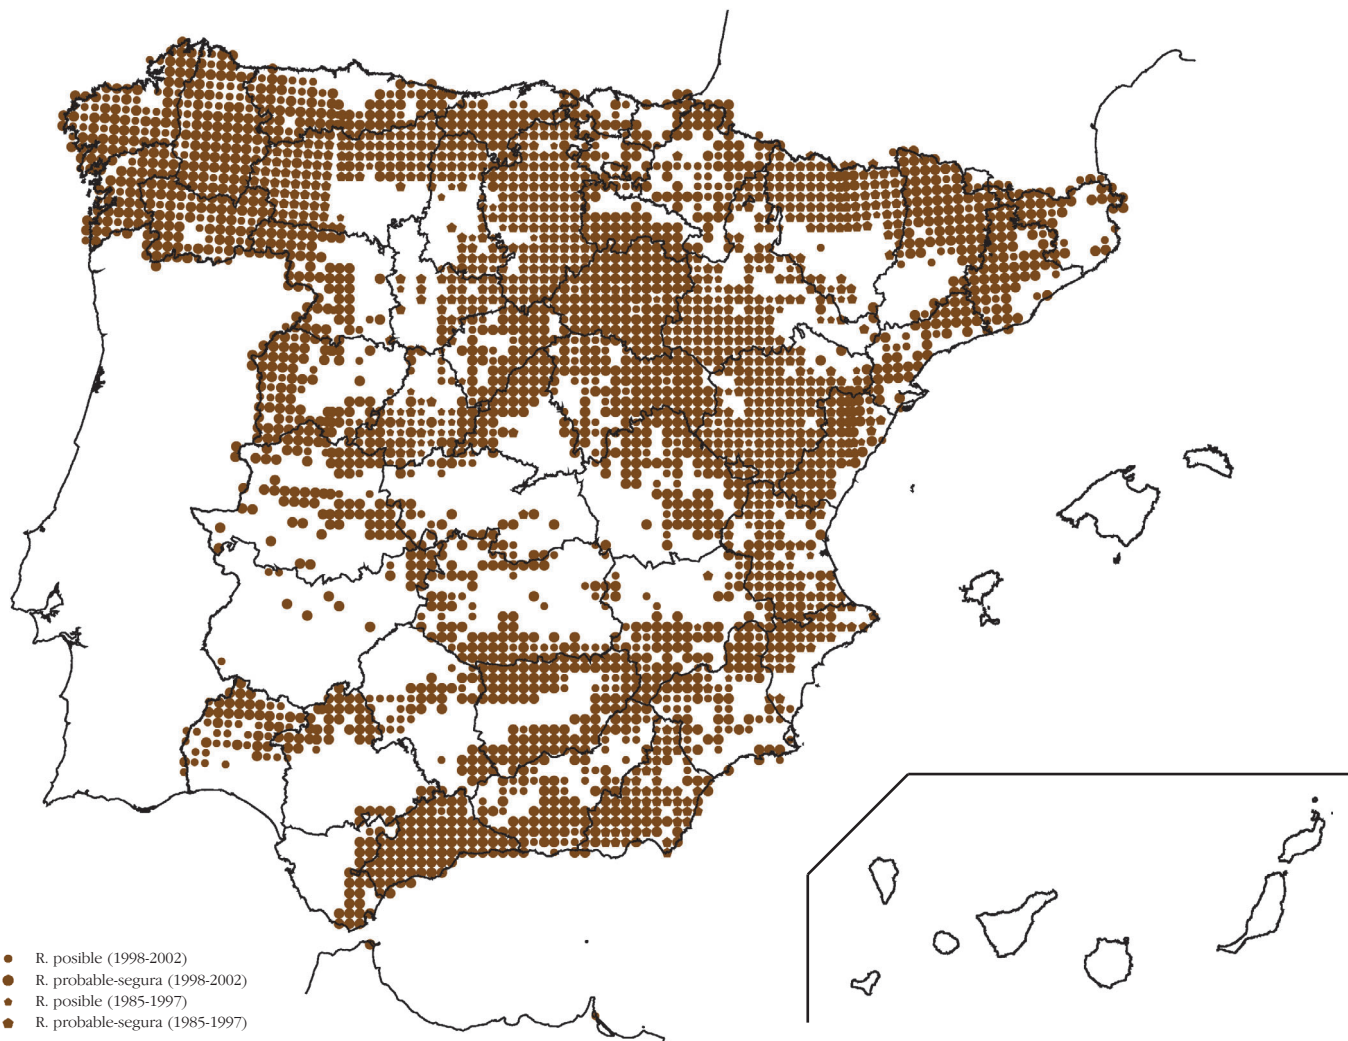 R. posible (1998-2002)
R. probable-segura (1998-2002)
R. posible (1985-1997)
R. probable-segura (1985-1997)